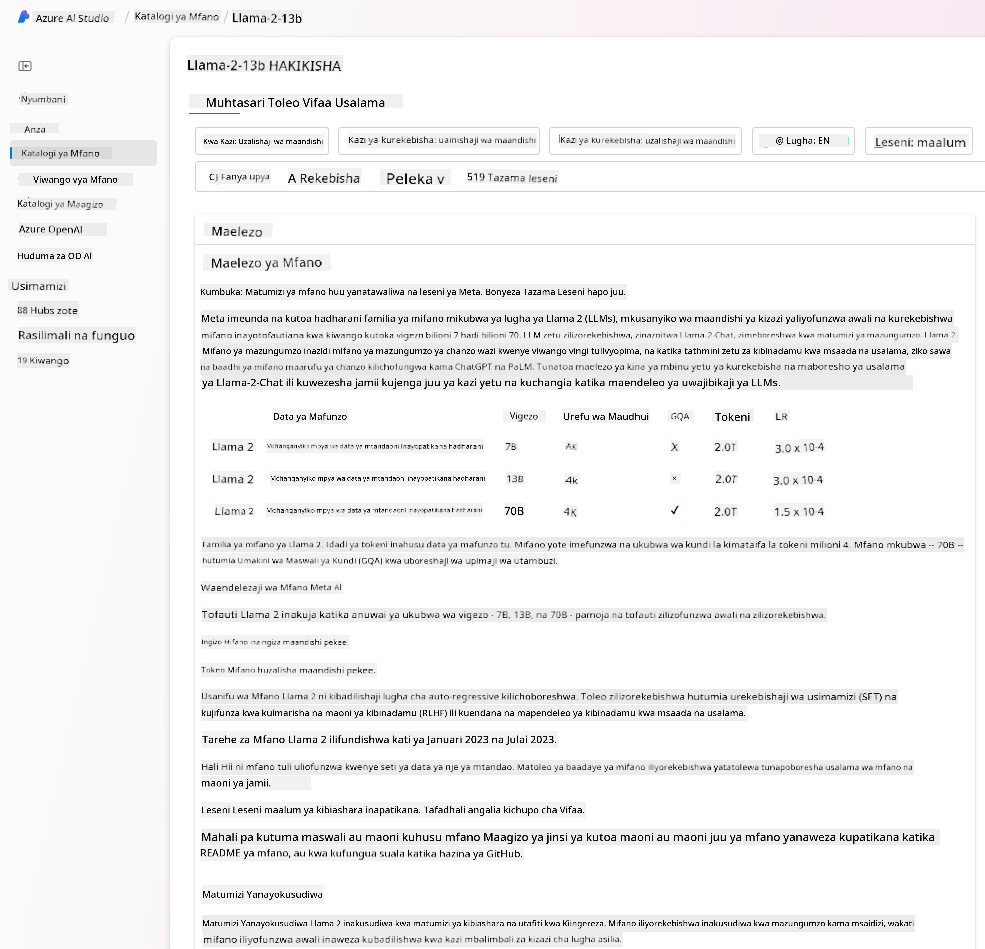 Azure Al Studio / Katalogi ya Mfano / Llama-2-13b
Llama-2-13b HAKIKISHA
Nyumbani
Anza
Katalogi ya Mfano
Viwango vya Mfano
Katalogi ya Maagizo
Azure OpenAI
Huduma za OD Al
Usimamizi
88 Hubs zote
Rasilimali na funguo
19 Kiwango
Muhtasari Toleo Vifaa Usalama
Kwa Kazi: Uzalishaji wa maandishi
Kazi ya kurekebisha: uainishaji wa maandishi
Kazi ya kurekebisha: uzalishaji wa maandishi
@ Lugha: EN
Leseni: maalum
C) Fanya upya A Rekebisha Peleka v 519 Tazama leseni
Maelezo
Maelezo ya Mfano
Kumbuka: Matumizi ya mfano huu yanatawaliwa na leseni ya Meta. Bonyeza Tazama Leseni hapo juu.
Meta imeunda na kutoa hadharani familia ya mifano mikubwa ya lugha ya Llama 2 (LLMs), mkusanyiko wa maandishi ya kizazi yaliyofunzwa awali na kurekebishwa
mifano inayotofautiana kwa kiwango kutoka vigezo bilioni 7 hadi bilioni 70. LLM zetu zilizorekebishwa, zinazoitwa Llama-2-Chat, zimeboreshwa kwa matumizi ya mazungumzo. Llama-2-
Mifano ya mazungumzo inazidi mifano ya mazungumzo ya chanzo wazi kwenye viwango vingi tulivyopima, na katika tathmini zetu za kibinadamu kwa msaada na usalama, ziko sawa
na baadhi ya mifano maarufu ya chanzo kilichofungwa kama ChatGPT na PaLM. Tunatoa maelezo ya kina ya mbinu yetu ya kurekebisha na maboresho ya usalama
ya Llama-2-Chat ili kuwezesha jamii kujenga juu ya kazi yetu na kuchangia katika maendeleo ya uwajibikaji ya LLMs.
Data ya Mafunzo Vigezo Urefu wa Maudhui GQA Tokeni LR
Llama 2 Mchanganyiko mpya wa data ya mtandaoni inayopatikana hadharani 7B 4K X 2.0T 3.0 x 10-4
Llama 2 Mchanganyiko mpya wa data ya mtandaoni inayopatikana hadharani 13B 4k × 2.0T 3.0 x 10-4
Llama 2 Mchanganyiko mpya wa data ya mtandaoni inayopatikana hadharani 70B 4K ✓ 2.0T 1.5 x 10-4
Familia ya mifano ya Llama 2. Idadi ya tokeni inahusu data ya mafunzo tu. Mifano yote imefunzwa na ukubwa wa kundi la kimataifa la tokeni milioni 4. Mfano mkubwa -- 70B --
hutumia Umakini wa Maswali ya Kundi (GQA) kwa uboreshaji wa upimaji wa utambuzi.
Waendelezaji wa Mfano Meta AI
Tofauti Llama 2 inakuja katika anuwai ya ukubwa wa vigezo - 7B, 13B, na 70B - pamoja na tofauti zilizofunzwa awali na zilizorekebishwa.
Ingizo Mifano inaingiza maandishi pekee.
Tokeo Mifano huzalisha maandishi pekee.
Usanifu wa Mfano Llama 2 ni kibadilishaji lugha cha auto-regressive kilichoboreshwa. Toleo zilizorekebishwa hutumia urekebishaji wa usimamizi (SFT) na
kujifunza kwa kuimarisha na maoni ya kibinadamu (RLHF) ili kuendana na mapendeleo ya kibinadamu kwa msaada na usalama.
Tarehe za Mfano Llama 2 ilifundishwa kati ya Januari 2023 na Julai 2023.
Hali Hii ni mfano tuli uliofunzwa kwenye seti ya data ya nje ya mtandao. Matoleo ya baadaye ya mifano iliyorekebishwa yatatolewa tunapoboresha usalama wa mfano na
maoni ya jamii.
Leseni Leseni maalum ya kibiashara inapatikana. Tafadhali angalia kichupo cha Vifaa.
Mahali pa kutuma maswali au maoni kuhusu mfano Maagizo ya jinsi ya kutoa maoni au maoni juu ya mfano yanaweza kupatikana katika
README ya mfano, au kwa kufungua suala katika hazina ya GitHub.
Matumizi Yanayokusudiwa
Matumizi Yanayokusudiwa Llama 2 inakusudiwa kwa matumizi ya kibiashara na utafiti kwa Kiingereza. Mifano iliyorekebishwa inakusudiwa kwa mazungumzo kama msaidizi, wakati
mifano iliyofunzwa awali inaweza kubadilishwa kwa kazi mbalimbali za kizazi cha lugha asilia.